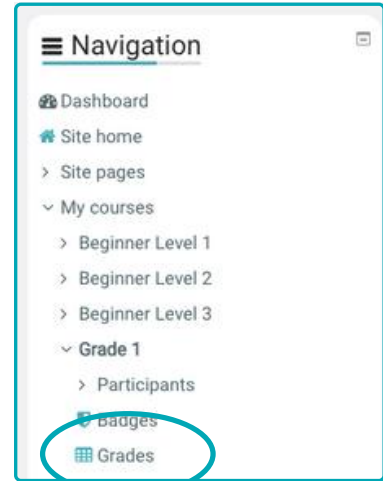 Navigation
Dashboard
Site home
Site pages
My courses
Beginner Level 1
Beginner Level 2
Beginner Level 3
Grade 1
Participants
Badges
Grades